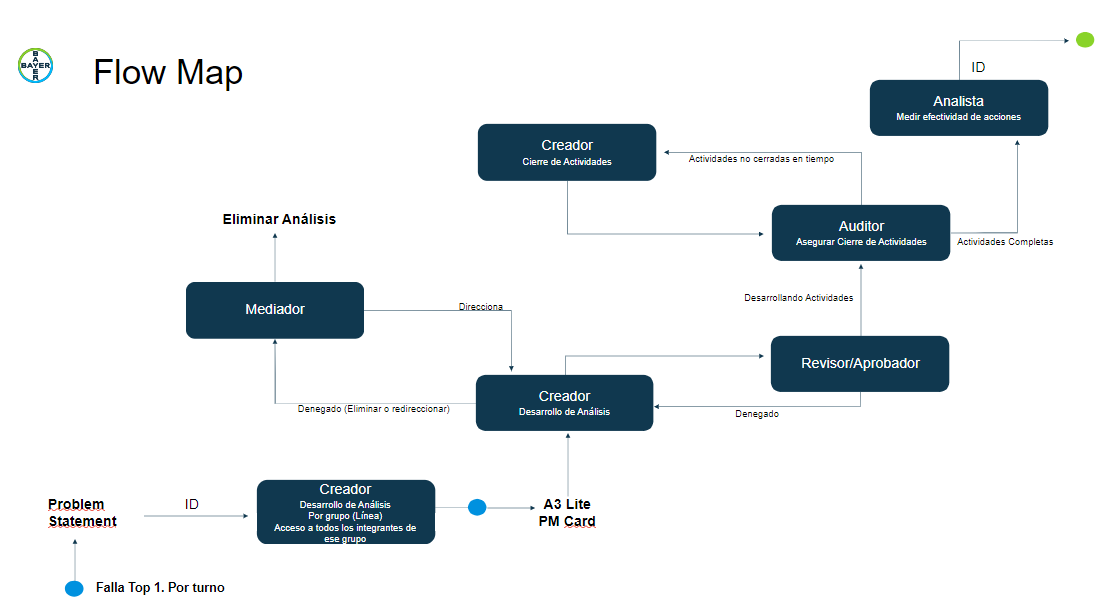 BAYER
BAYER
Flow Map
ID
Analista
Medir efectividad de acciones
Creador
Cierre de Actividades
Actividades no cerradas en tiempo
Auditor
Asegurar Cierre de Actividades
Actividades Completas
Eliminar Análisis
Mediador
Direcciona
Desarrollando Actividades
Revisor/Aprobador
Creador
Desarrollo de Análisis
Denegado (Eliminar o redireccionar)
Denegado
Problem
Statement
ID
Creador
Desarrollo de Análisis
Por grupo (Línea)
Acceso a todos los integrantes de
ese grupo
A3 Lite
PM Card
Falla Top 1. Por turno